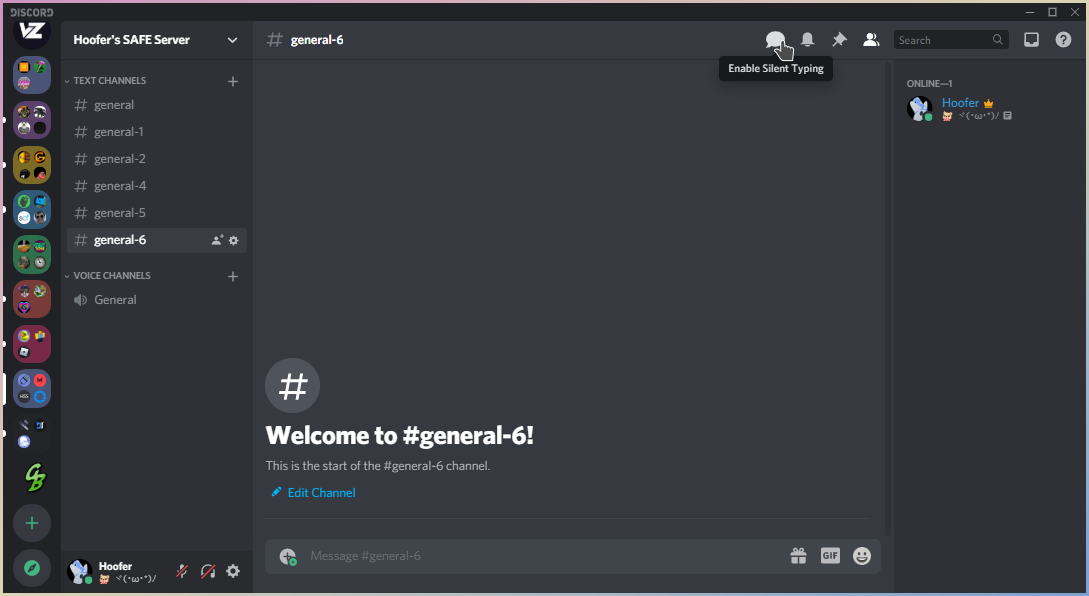 DISCORD
VZ
GB
Hoofer's SAFE Server
TEXT CHANNELS
general
general-1
general-2
general-4
general-5
general-6
VOICE CHANNELS
General
Hoofer
ヾ(･ω･*)ﾉ
general-6
Search
Enable Silent Typing
#
Welcome to #general-6!
This is the start of the #general-6 channel.
Edit Channel
Message #general-6
GIF
ONLINE—1
Hoofer
ヾ(･ω･*)ﾉ